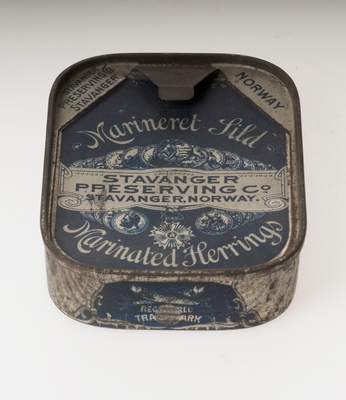 STAVANGER
PRESERVING Co
STAVANGER
NORWAY
Marineret Sild
STAVANGER
PRESERVING Co
STAVANGER, NORWAY.
Marinated Herrings
REGISTERED
TRADE MARK